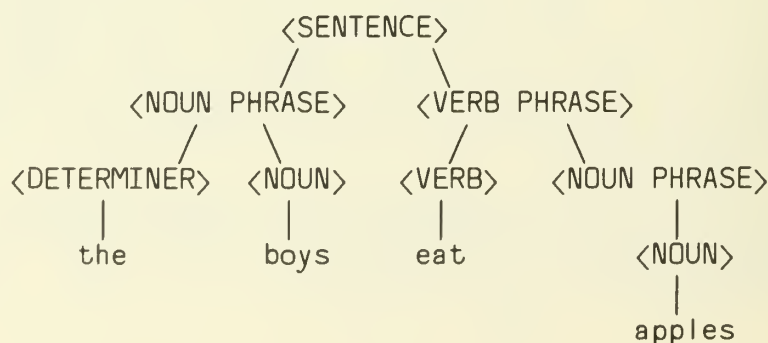 <SENTENCE>
<NOUN PHRASE> <VERB PHRASE>
<DETERMINER> <NOUN> <VERB> <NOUN PHRASE>
the boys eat <NOUN>
apples